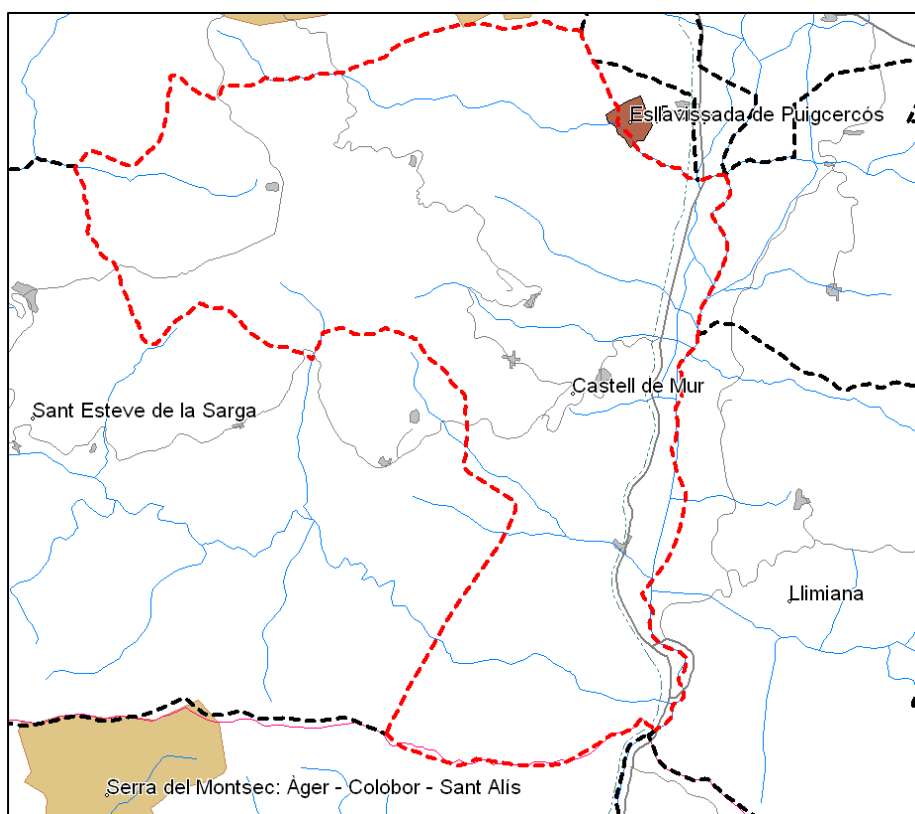 Esllavissada de Puigcercós
Castell de Mur
Sant Esteve de la Sarga
Llimiana
Serra del Montsec: Àger - Colobor - Sant Alís